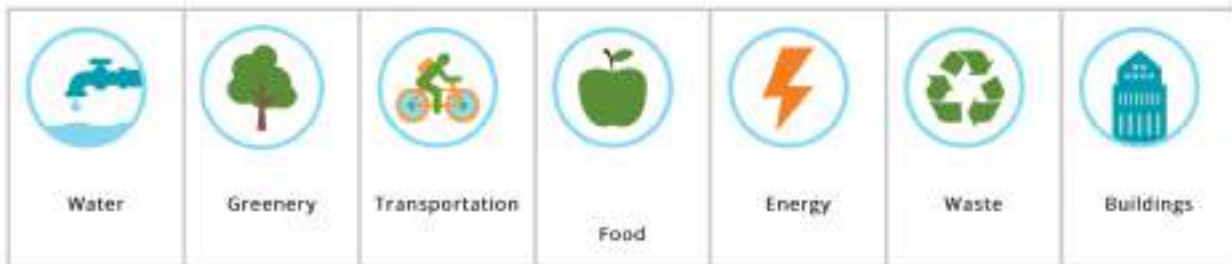 Water
Greenery
Transportation
Food
Energy
Waste
Buildings